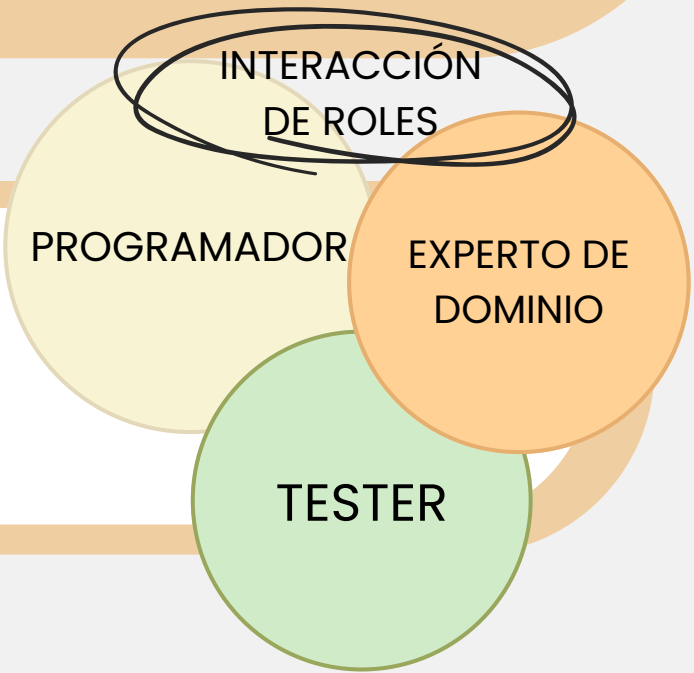 INTERACCIÓN
DE ROLES
PROGRAMADOR
EXPERTO DE
DOMINIO
TESTER